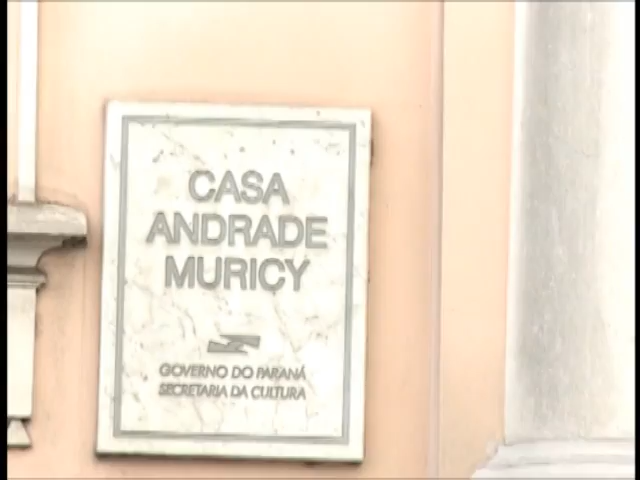 CASA
ANDRADE
MURICY
GOVERNO DO PARANÁ
SECRETARIA DA CULTURA